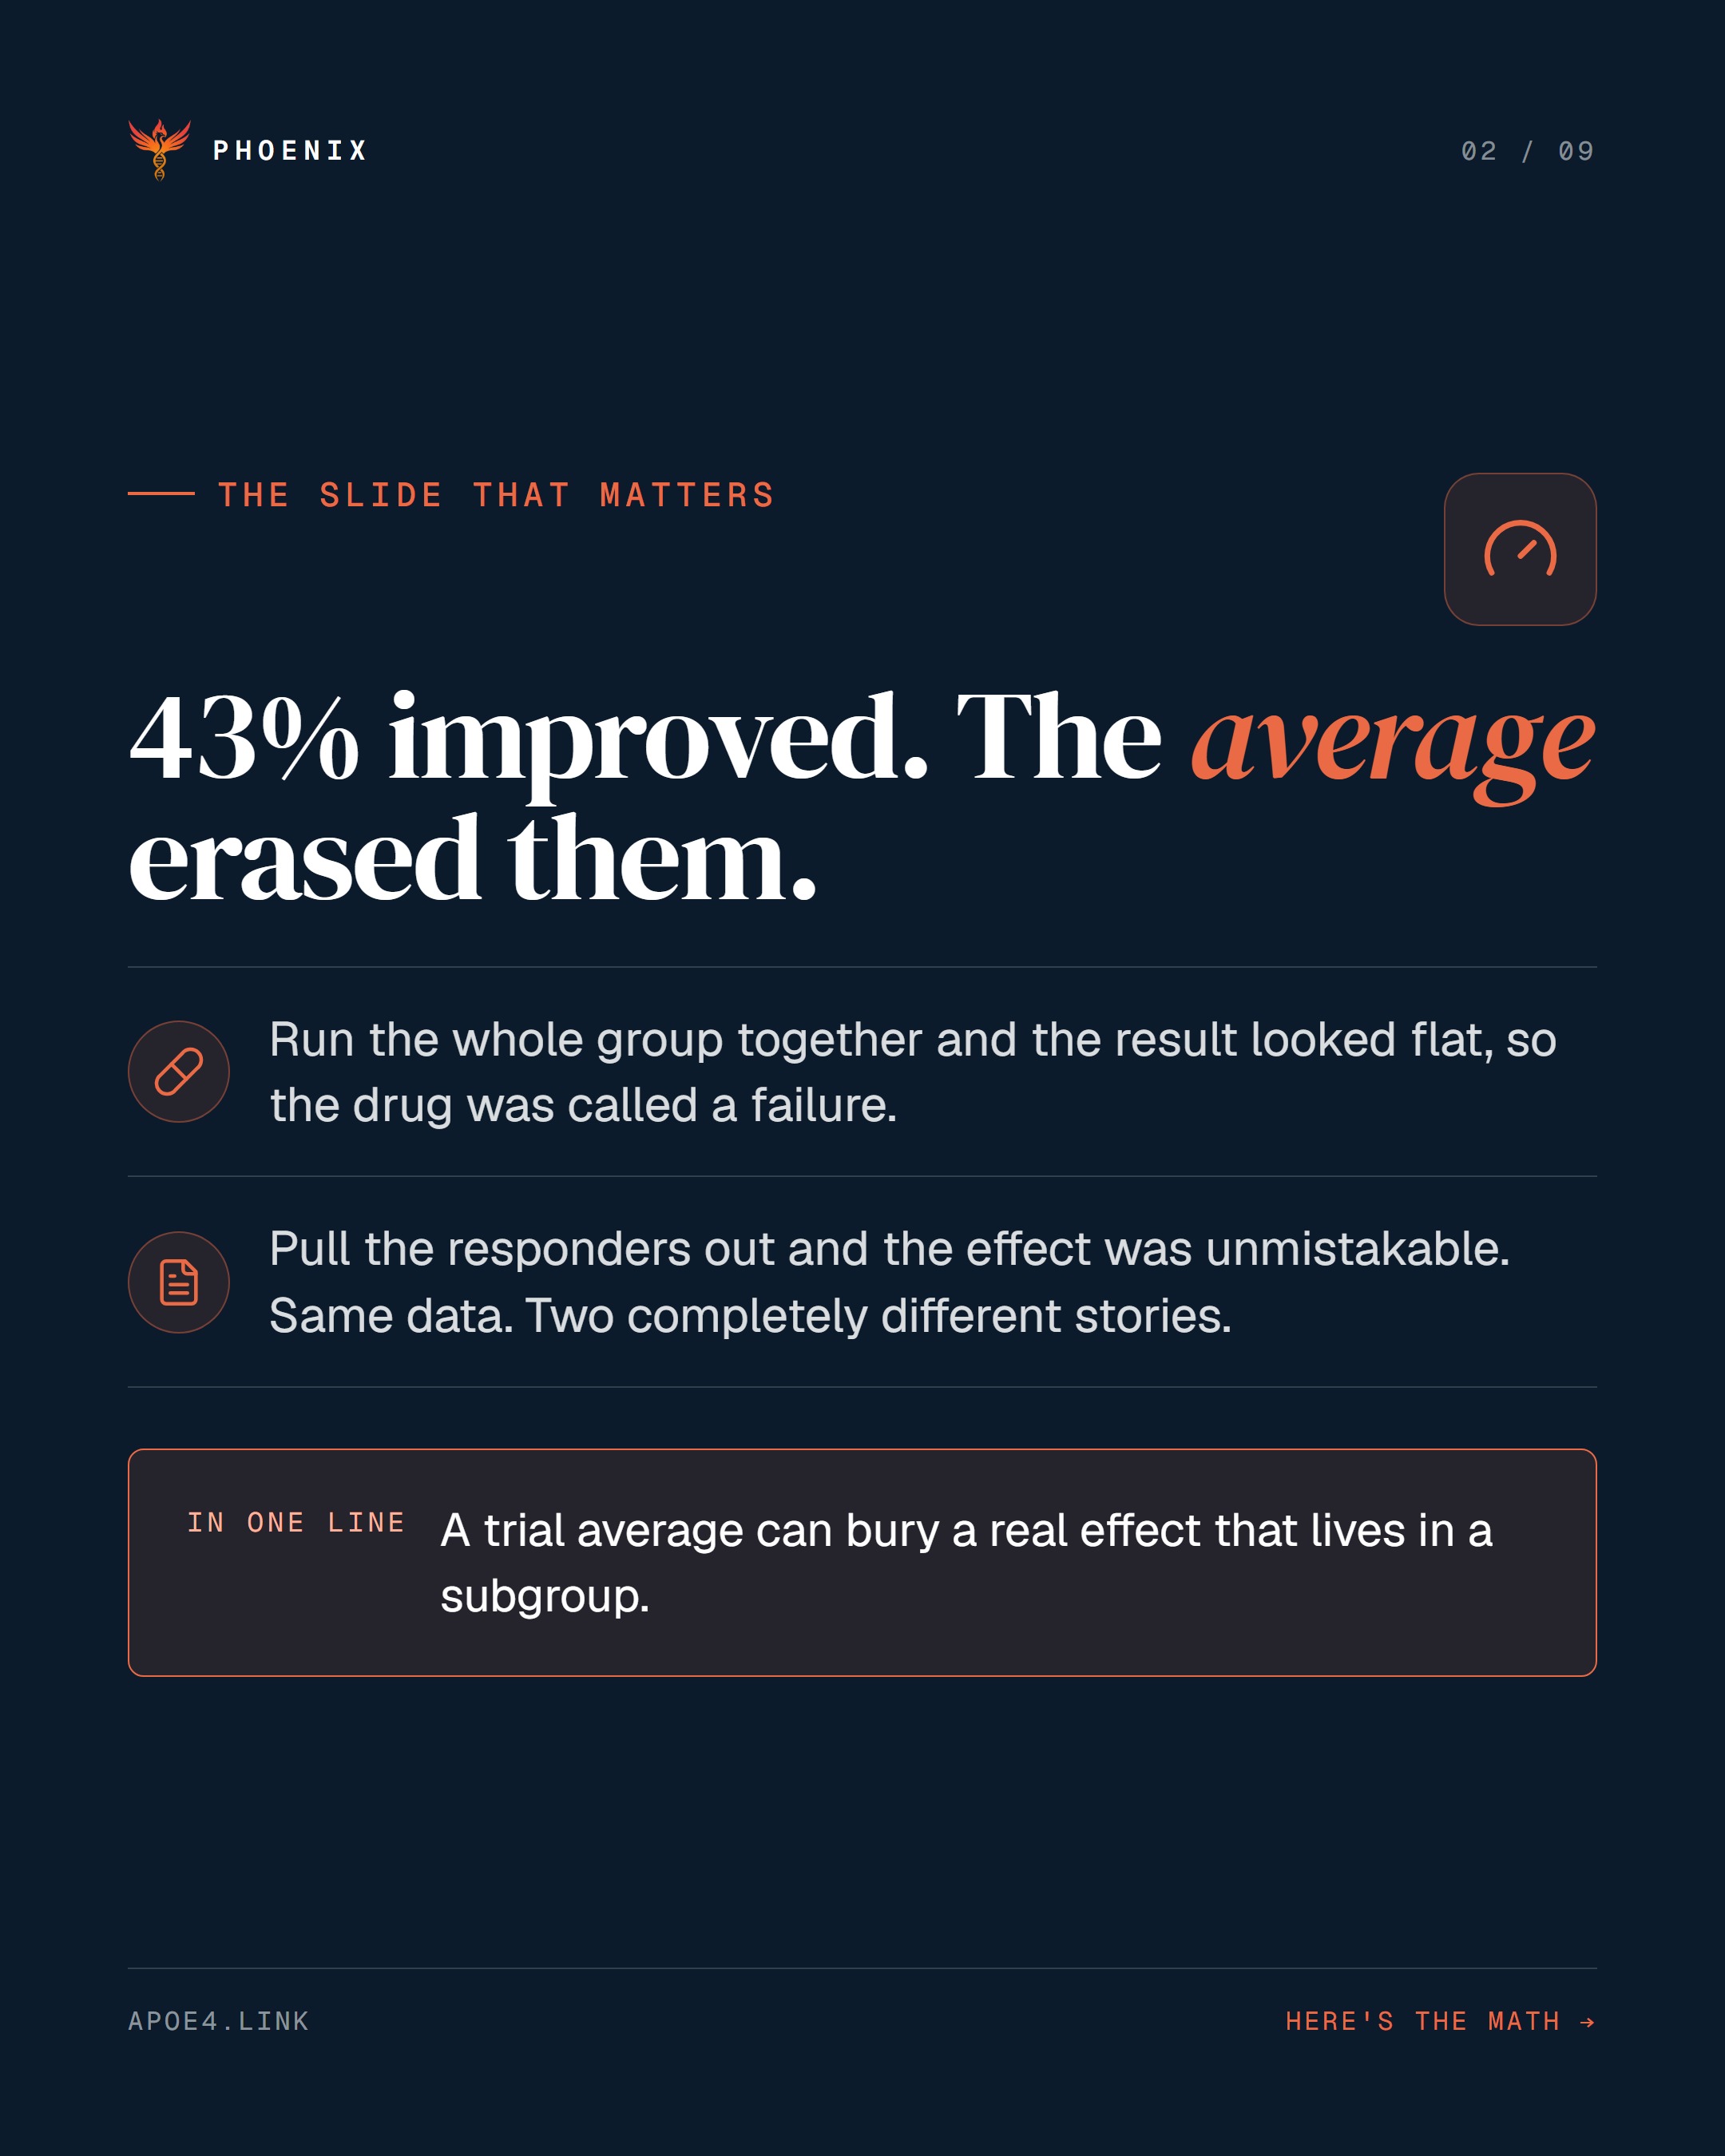 PHOENIX
02 / 09
THE SLIDE THAT MATTERS
43% improved. The average
erased them.
Run the whole group together and the result looked flat, so
the drug was called a failure.
Pull the responders out and the effect was unmistakable.
Same data. Two completely different stories.
IN ONE LINE
A trial average can bury a real effect that lives in a
subgroup.
APOE4.LINK
HERE'S THE MATH →